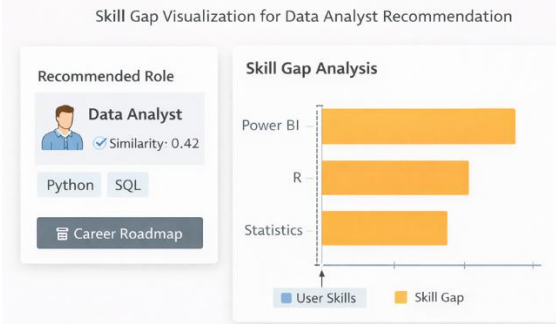 Skill Gap Visualization for Data Analyst Recommendation
Recommended Role
Data Analyst
Similarity· 0.42
Python SQL
Career Roadmap
Skill Gap Analysis
Power BI
R
Statistics
User Skills Skill Gap